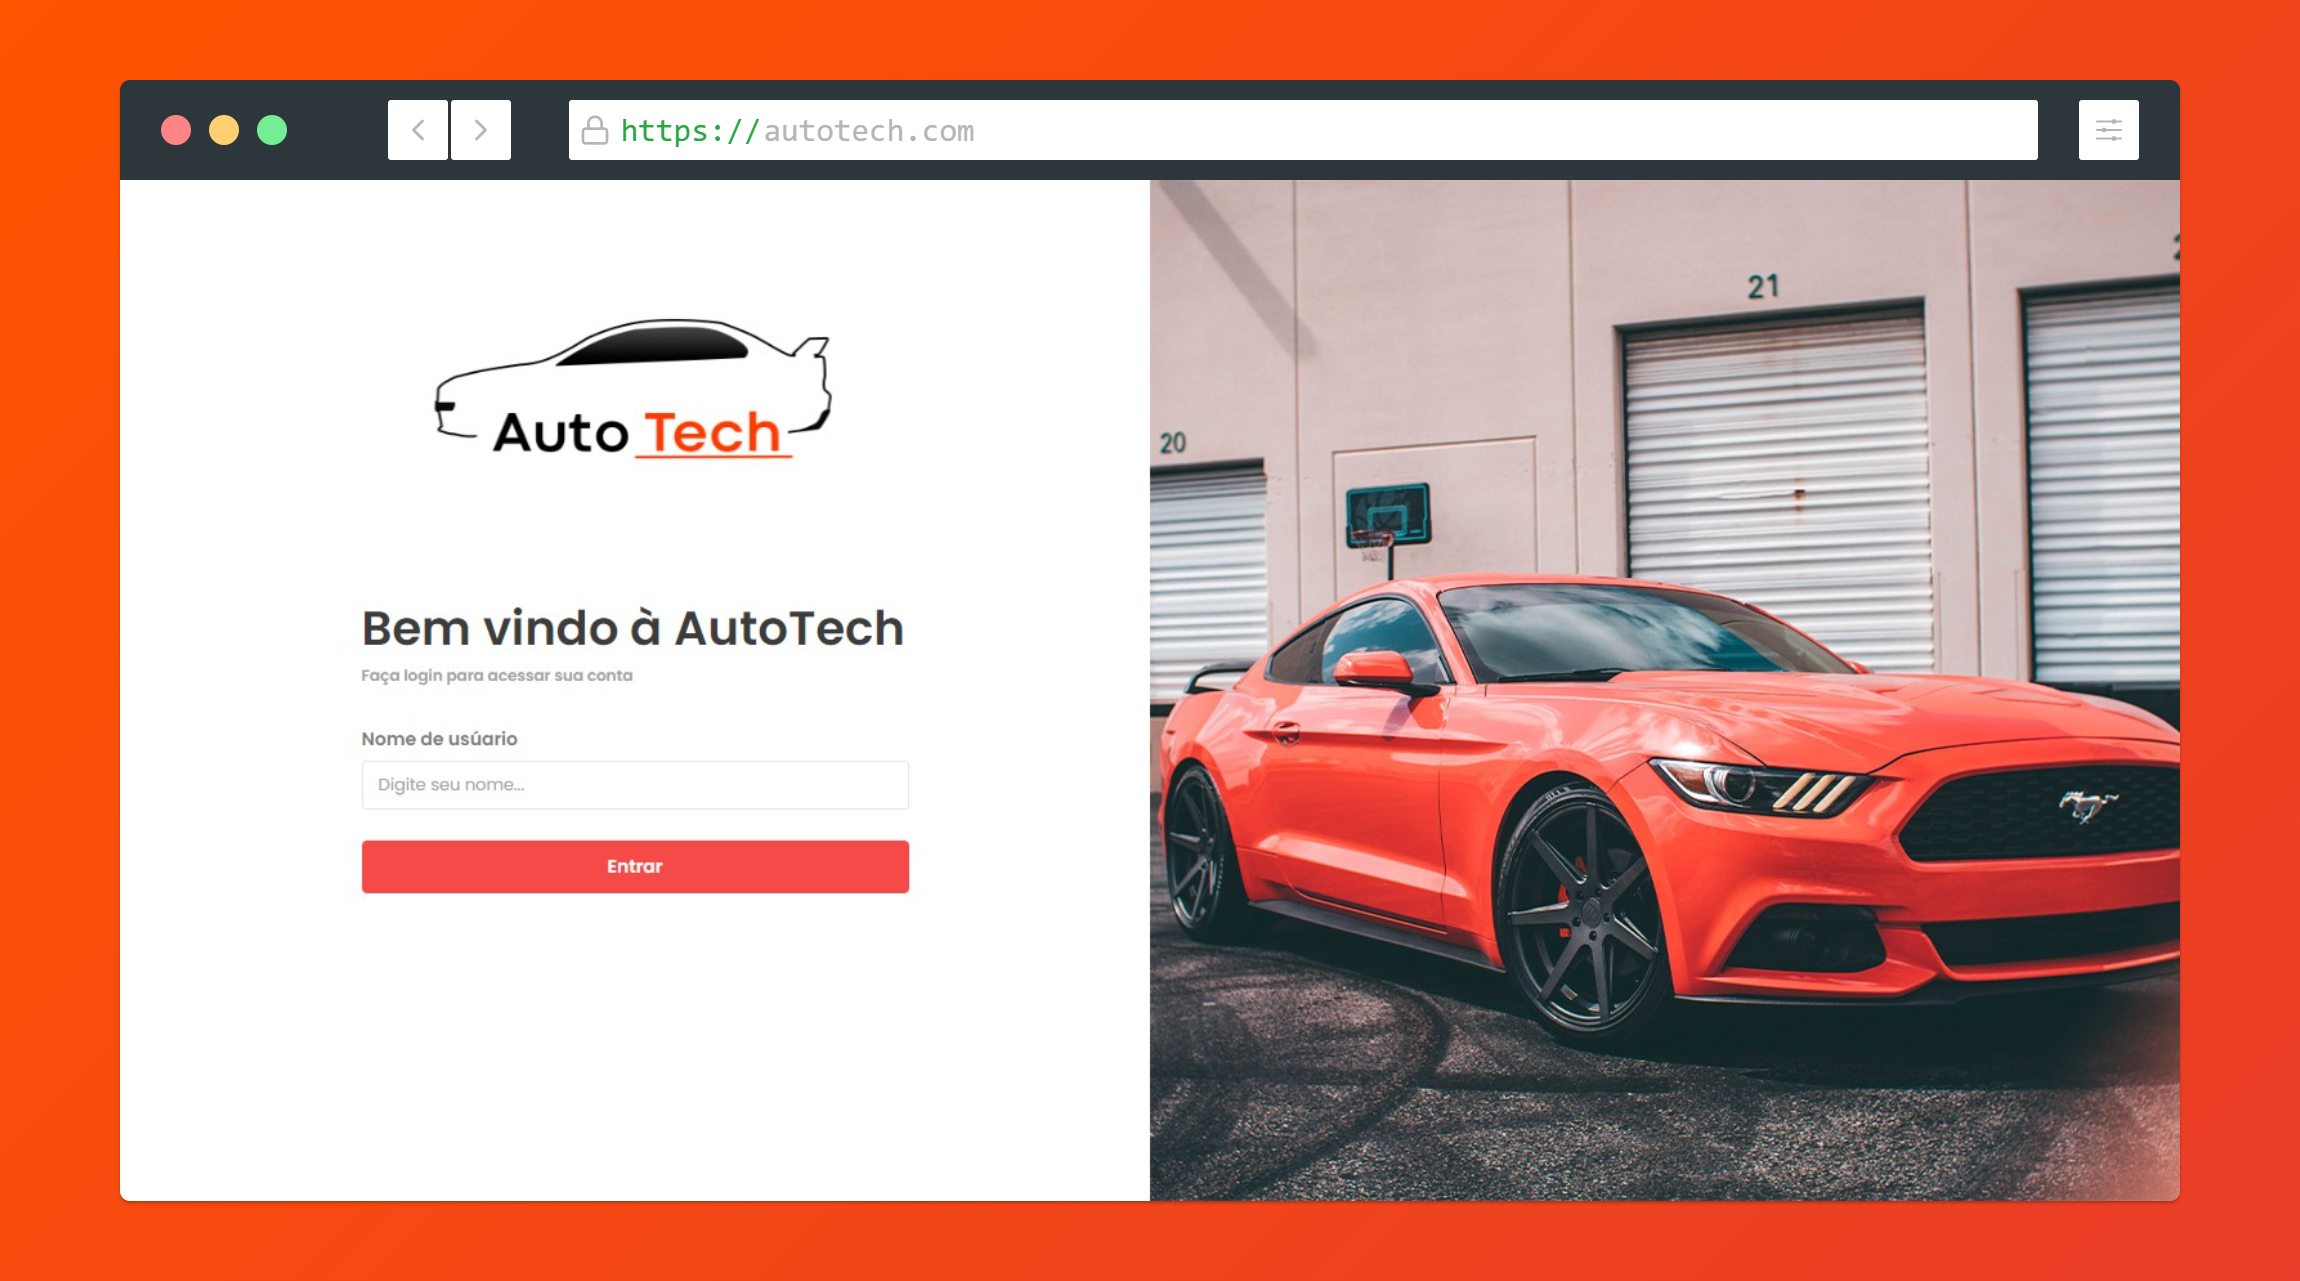 https://autotech.com
Auto Tech
Bem vindo à AutoTech
Faça login para acessar sua conta
Nome de usúario
Digite seu nome...
Entrar
21
20